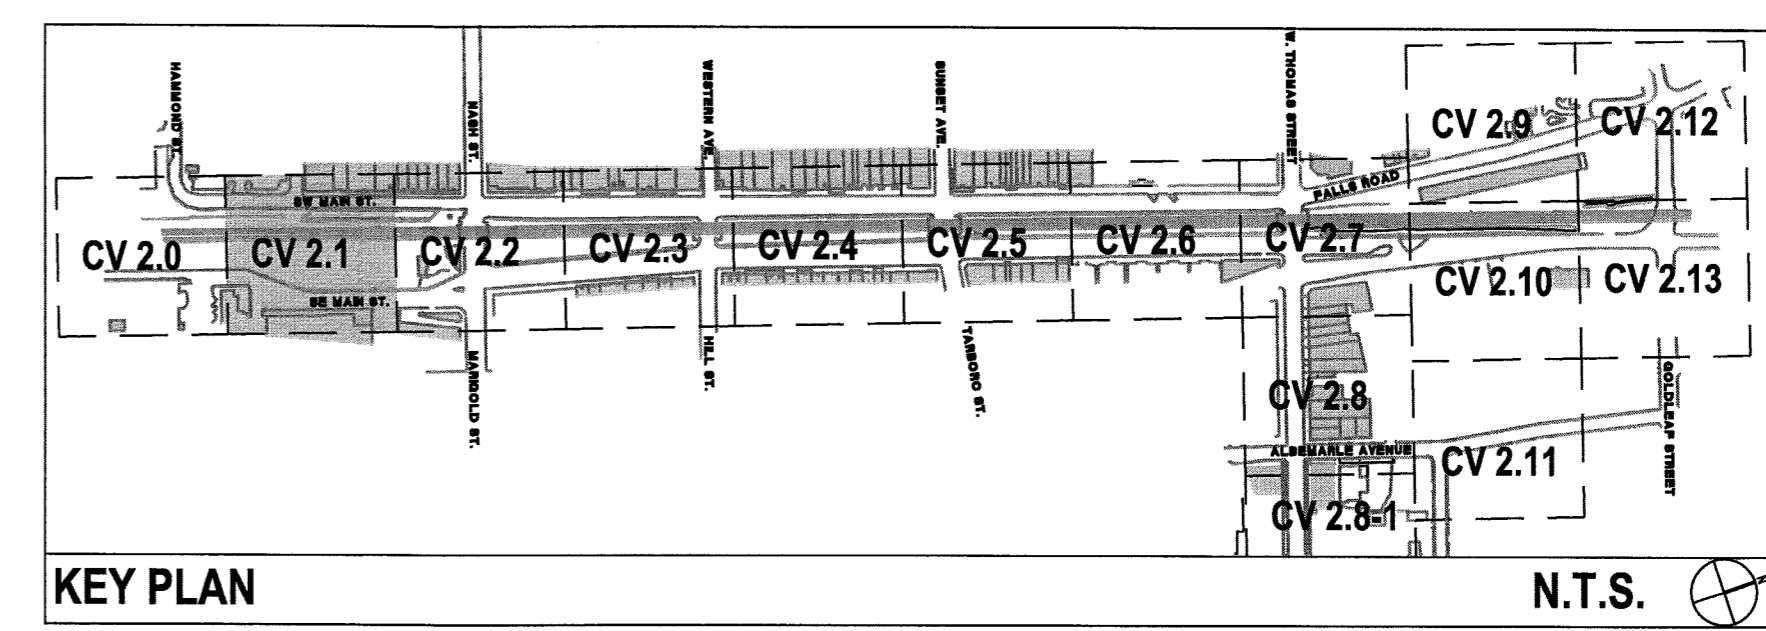 HAMMOND ST.
NASH ST.
WESTERN AVE.
SUNSET AVE.
W. THOMAS STREET
CV 2.9
CV 2.12
FALLS ROAD
SW MAIN ST.
CV 2.0
CV 2.1
CV 2.2
CV 2.3
CV 2.4
CV 2.5
CV 2.6
CV 2.7
CV 2.10
CV 2.13
SE MAIN ST.
MARIGOLD ST.
HILL ST.
TARBORO ST.
GOLDLEAF STREET
CV 2.8
ALBEMARLE AVENUE
CV 2.11
CV 2.8-1
KEY PLAN
N.T.S.
N